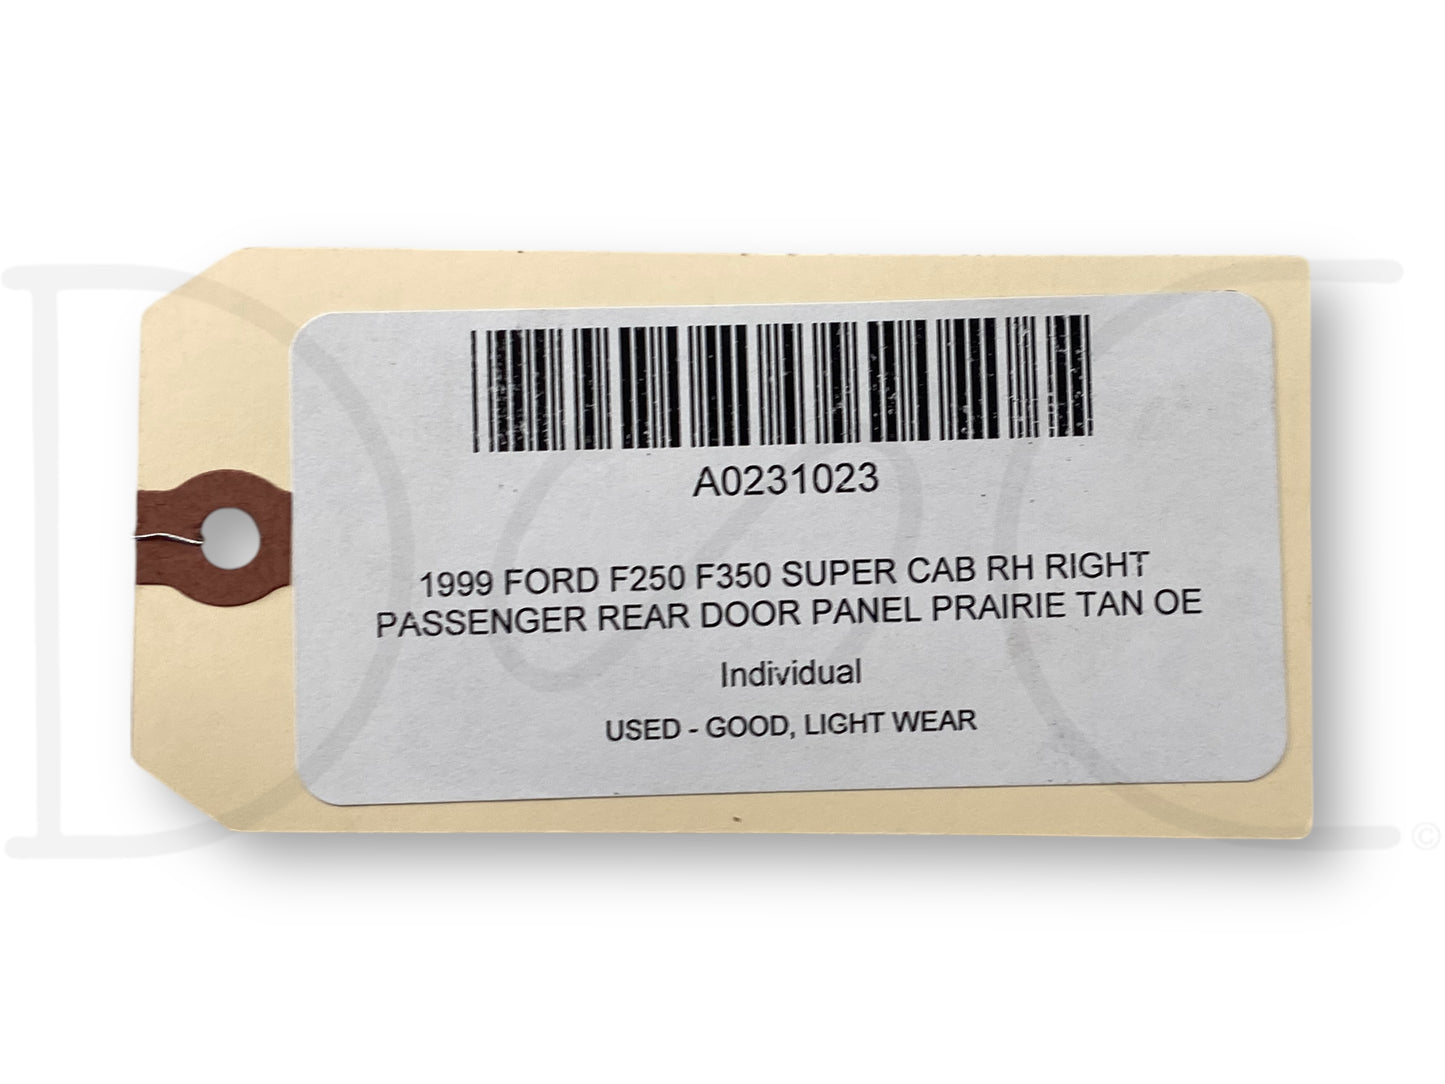 A0231023
1999 FORD F250 F350 SUPER CAB RH RIGHT
PASSENGER REAR DOOR PANEL PRAIRIE TAN OE
Individual
USED - GOOD, LIGHT WEAR